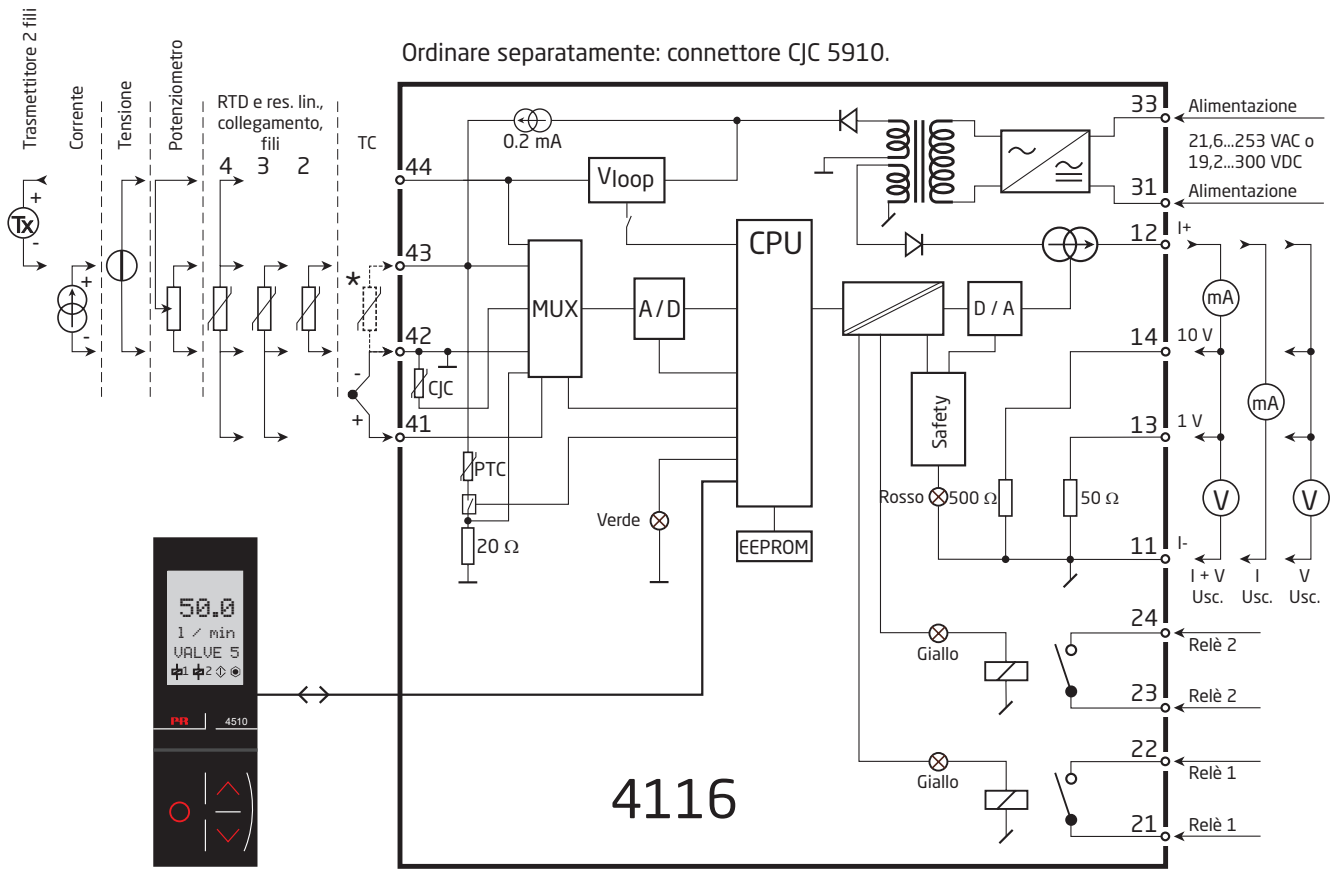 Ordinare separatamente: connettore CJC 5910.
Trasmettitore 2 fili
Corrente
Tensione
Potenziometro
RTD e res. lin.,
collegamento,
fili
4 3 2
TC
+
Tx
-
+
-
*
-
+
44
43
42
41
0.2 mA
Vloop
MUX
A/D
CPU
EEPROM
CJC
PTC
20 Ω
Verde
D / A
Safety
Rosso
500 Ω
50 Ω
Giallo
Giallo
33
Alimentazione
21,6...253 VAC o
19,2...300 VDC
31
Alimentazione
12
I+
14
10 V
13
1 V
11
I-
mA
mA
V
V
I + V
Usc.
I
Usc.
V
Usc.
24
Relè 2
23
Relè 2
22
Relè 1
21
Relè 1
50.0
l / min
VALVE 5
1 2
PR
4510
4116